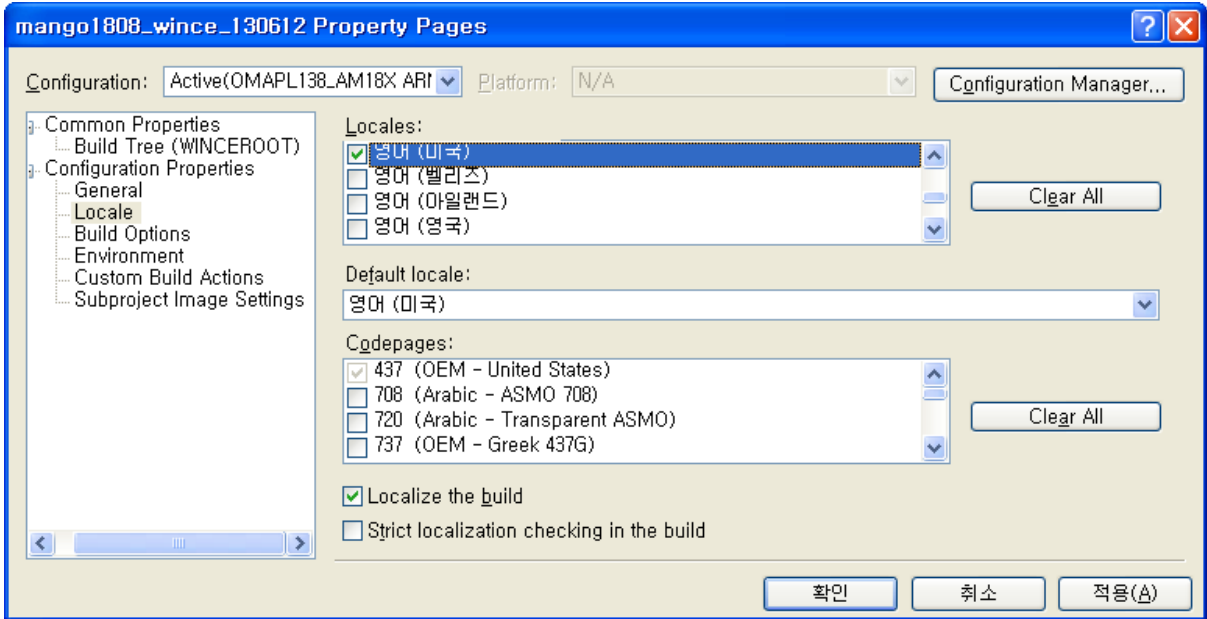 mango1808_wince_130612 Property Pages
Configuration: Active(OMAPL138_AM18X ARM Platform: N/A Configuration Manager...
Common Properties
Build Tree (WINCEROOT)
Configuration Properties
General
Locale
Build Options
Environment
Custom Build Actions
Subproject Image Settings
Locales:
영어 (미국)
영어 (벨리즈)
영어 (아일랜드)
영어 (영국)
Clear All
Default locale:
영어 (미국)
Codepages:
437 (OEM - United States)
708 (Arabic - ASMO 708)
720 (Arabic - Transparent ASMO)
737 (OEM - Greek 437G)
Clear All
Localize the build
Strict localization checking in the build
확인 취소 적용(A)